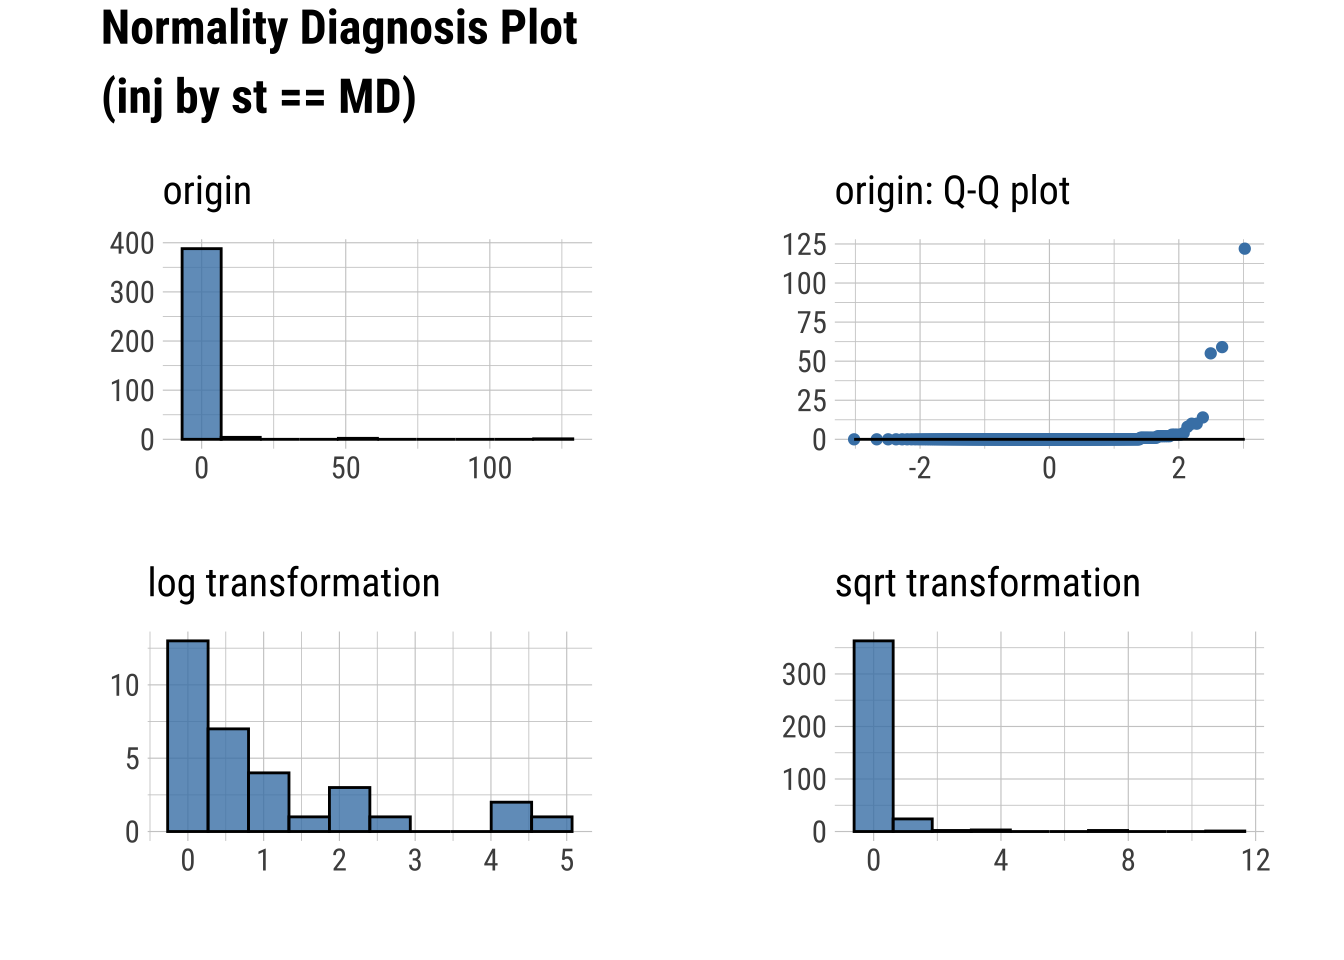 Normality Diagnosis Plot
(inj by st == MD)
origin
400
300
200
100
0
0 50 100
origin: Q-Q plot
125
100
75
50
25
0
-2 0 2
log transformation
10
5
0
0 1 2 3 4 5
sqrt transformation
300
200
100
0
0 4 8 12